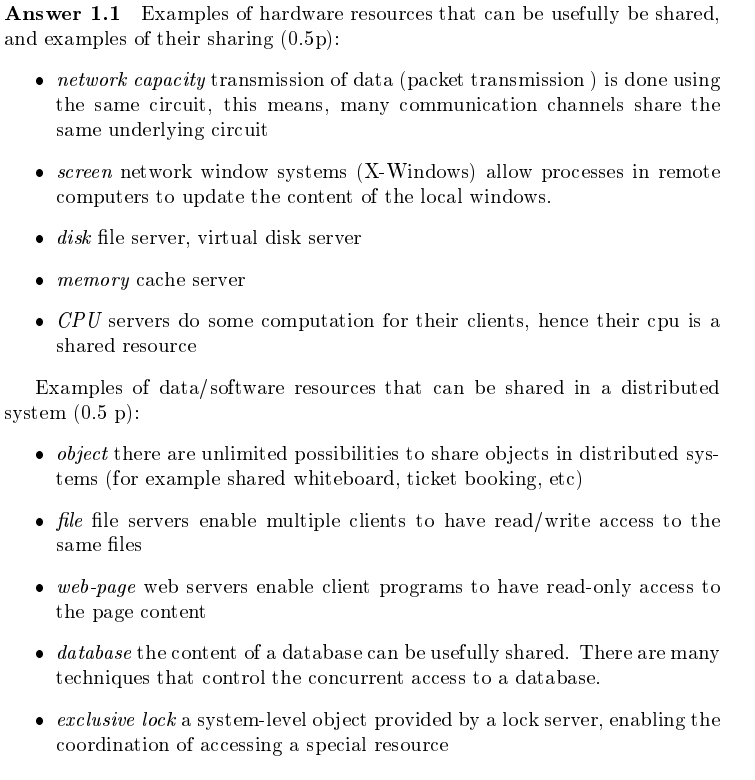 Answer 1.1 Examples of hardware resources that can be usefully be shared,
and examples of their sharing (0.5p):
• network capacity transmission of data (packet transmission ) is done using
the same circuit, this means, many communication channels share the
same underlying circuit
• screen network window systems (X-Windows) allow processes in remote
computers to update the content of the local windows.
• disk file server, virtual disk server
• memory cache server
• CPU servers do some computation for their clients, hence their cpu is a
shared resource
Examples of data/software resources that can be shared in a distributed
system (0.5 p):
• object there are unlimited possibilities to share objects in distributed sys-
tems (for example shared whiteboard, ticket booking, etc)
• file file servers enable multiple clients to have read/write access to the
same files
• web-page web servers enable client programs to have read-only access to
the page content
• database the content of a database can be usefully shared. There are many
techniques that control the concurrent access to a database.
• exclusive lock a system-level object provided by a lock server, enabling the
coordination of accessing a special resource